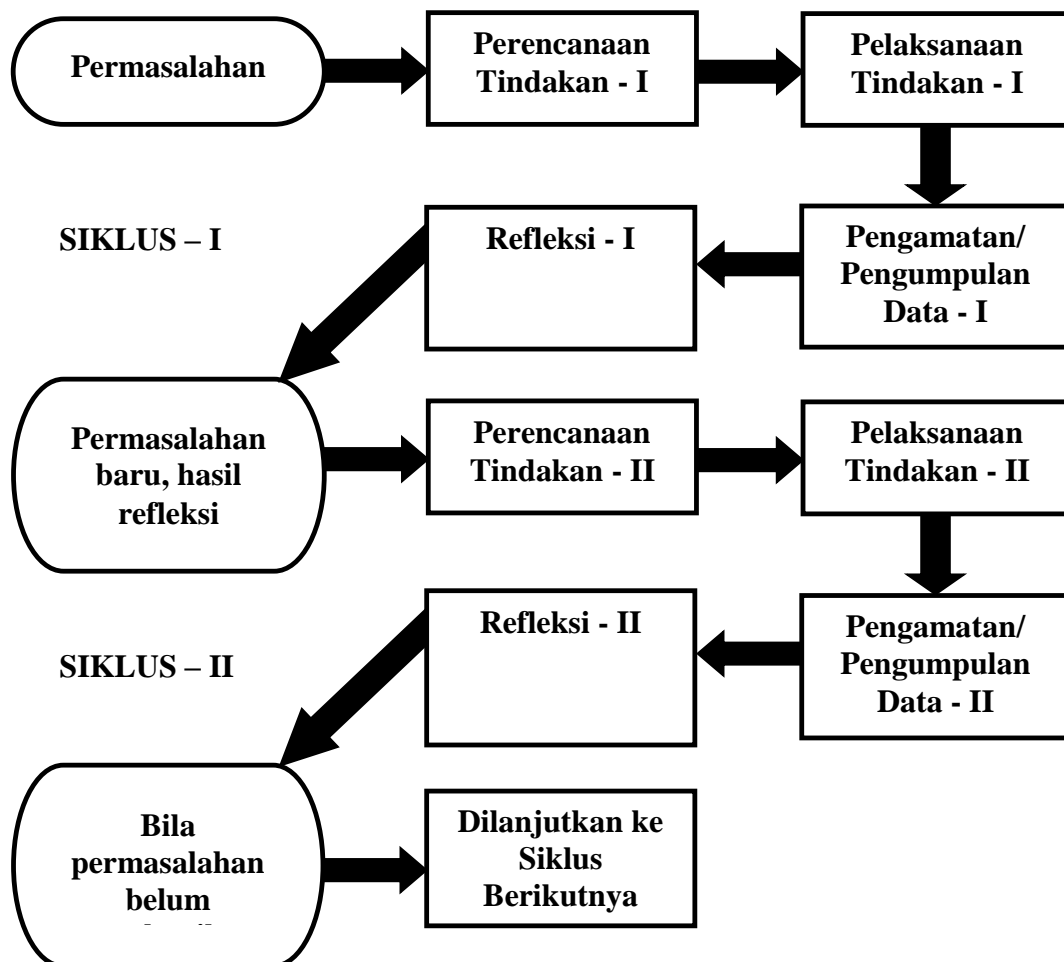 Permasalahan
Perencanaan
Tindakan - I
Pelaksanaan
Tindakan - I
SIKLUS – I
Refleksi - I
Pengamatan/
Pengumpulan
Data - I
Permasalahan
baru, hasil
refleksi
Perencanaan
Tindakan - II
Pelaksanaan
Tindakan - II
SIKLUS – II
Refleksi - II
Pengamatan/
Pengumpulan
Data - II
Bila
permasalahan
belum
Dilanjutkan ke
Siklus
Berikutnya